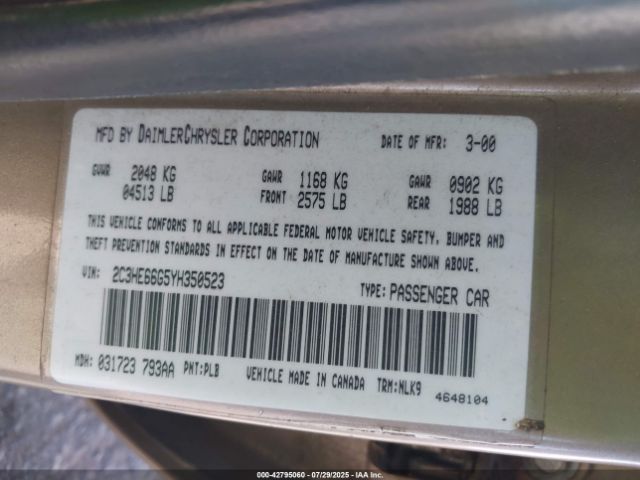 MFD BY DAIMLERCHRYSLER CORPORATION DATE OF MFR: 3-00
GVWR 2048 KG GAWR 1168 KG GAWR 0902 KG
04513 LB FRONT 2575 LB REAR 1988 LB
THIS VEHICLE CONFORMS TO ALL APPLICABLE FEDERAL MOTOR VEHICLE SAFETY, BUMPER AND
THEFT PREVENTION STANDARDS IN EFFECT ON THE DATE OF MANUFACTURE SHOWN ABOVE.
VIN: 2C3HE66G5YH350523 TYPE: PASSENGER CAR
MDH: 031723 793AA PNT:PLB VEHICLE MADE IN CANADA TRM:NLK9
4648104
000-42795060 - 07/29/2025 - IAAI.com